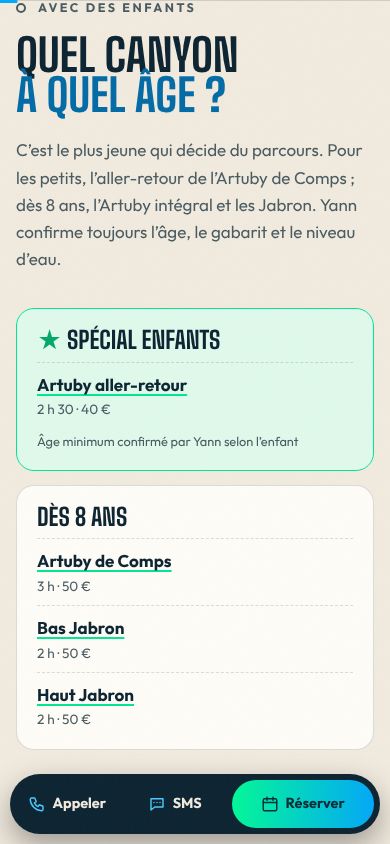 AVEC DES ENFANTS
QUEL CANYON
À QUEL ÂGE ?
C'est le plus jeune qui décide du parcours. Pour
les petits, l'aller-retour de l'Artuby de Comps ;
dès 8 ans, l'Artuby intégral et les Jabron. Yann
confirme toujours l'âge, le gabarit et le niveau
d'eau.
★ SPÉCIAL ENFANTS
Artuby aller-retour
2 h 30 · 40 €
Âge minimum confirmé par Yann selon l'enfant
DÈS 8 ANS
Artuby de Comps
3 h · 50 €
Bas Jabron
2 h · 50 €
Haut Jabron
2 h · 50 €
Appeler SMS Réserver